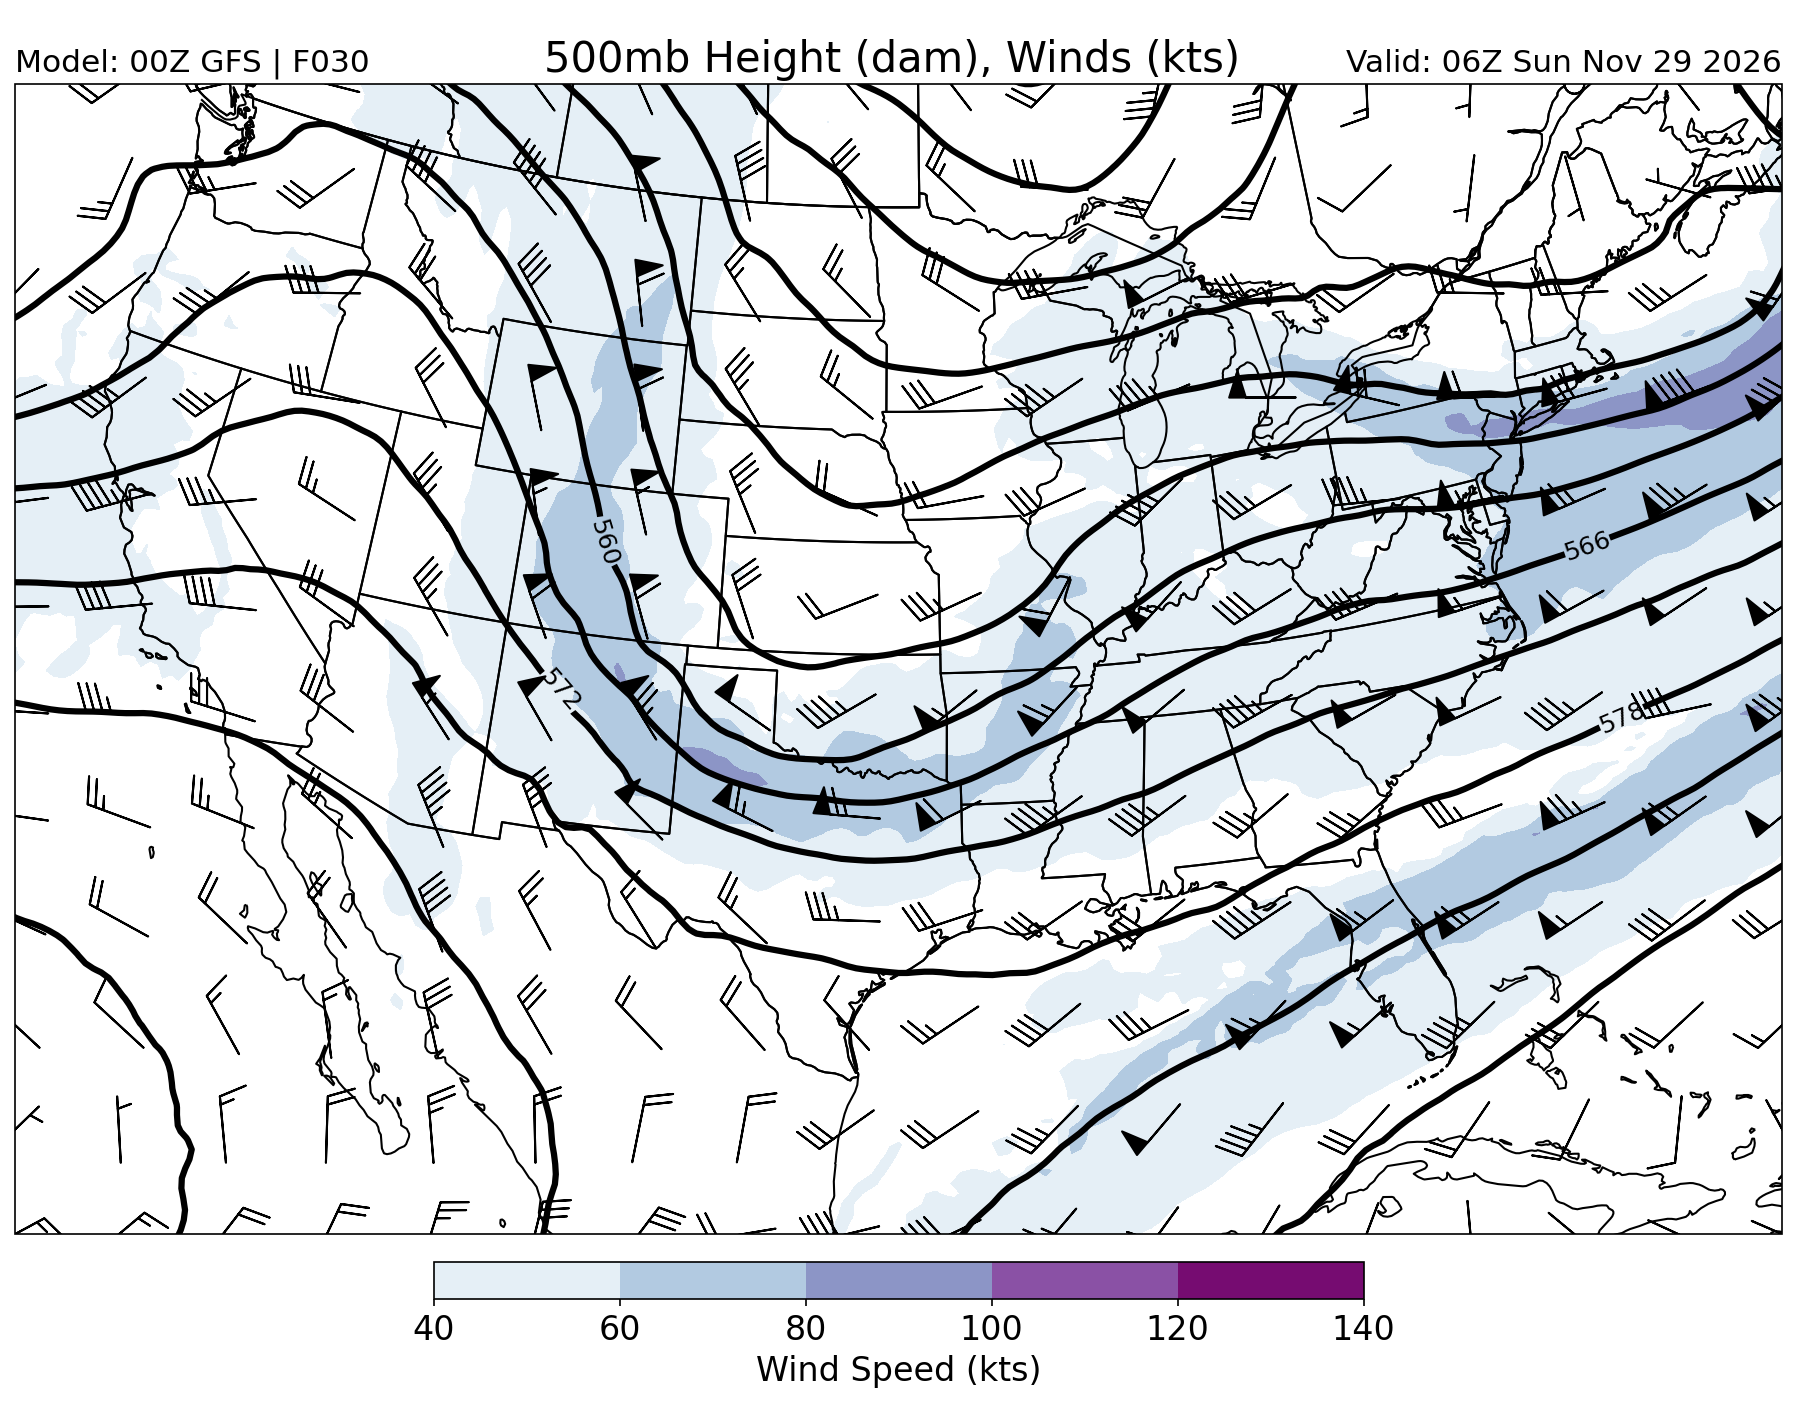 Model: 00Z GFS | F030
500mb Height (dam), Winds (kts)
Valid: 06Z Sun Nov 29 2026
560
566
572
578
40 60 80 100 120 140
Wind Speed (kts)